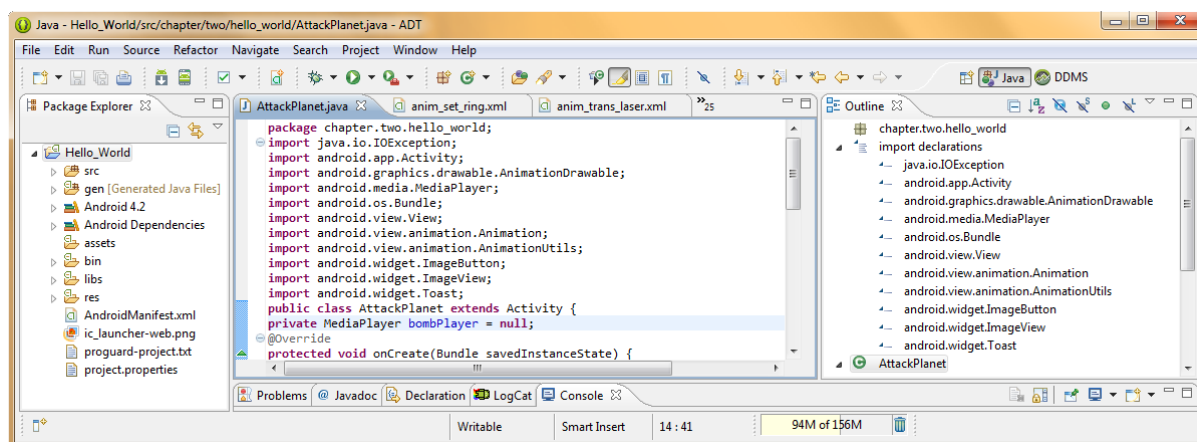 Java - Hello_World/src/chapter/two/hello_world/AttackPlanet.java - ADT
File Edit Run Source Refactor Navigate Search Project Window Help
Java DDMS
Package Explorer
Hello_World
src
gen [Generated Java Files]
Android 4.2
Android Dependencies
assets
bin
libs
res
AndroidManifest.xml
ic_launcher-web.png
proguard-project.txt
project.properties
AttackPlanet.java anim_set_ring.xml anim_trans_laser.xml »25
package chapter.two.hello_world;
import java.io.IOException;
import android.app.Activity;
import android.graphics.drawable.AnimationDrawable;
import android.media.MediaPlayer;
import android.os.Bundle;
import android.view.View;
import android.view.animation.Animation;
import android.view.animation.AnimationUtils;
import android.widget.ImageButton;
import android.widget.ImageView;
import android.widget.Toast;
public class AttackPlanet extends Activity {
private MediaPlayer bombPlayer = null;
@Override
protected void onCreate(Bundle savedInstanceState) {
Outline
chapter.two.hello_world
import declarations
java.io.IOException
android.app.Activity
android.graphics.drawable.AnimationDrawable
android.media.MediaPlayer
android.os.Bundle
android.view.View
android.view.animation.Animation
android.view.animation.AnimationUtils
android.widget.ImageButton
android.widget.ImageView
android.widget.Toast
AttackPlanet
Problems @ Javadoc Declaration LogCat Console
Writable Smart Insert 14 : 41 94M of 156M